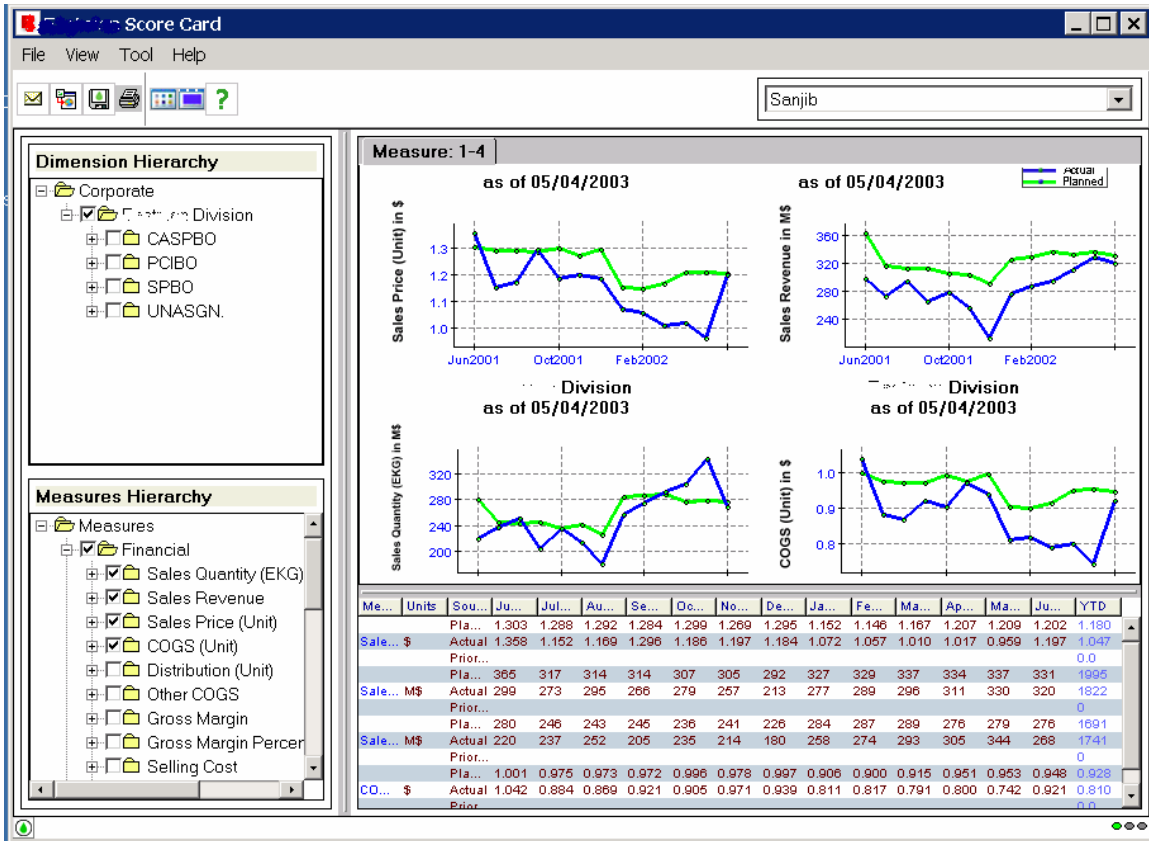 Score Card
File View Tool Help
?
Sanjib
Dimension Hierarchy
Corporate
Division
CASPBO
PCIBO
SPBO
UNASGN.
Measures Hierarchy
Measures
Financial
Sales Quantity (EKG)
Sales Revenue
Sales Price (Unit)
COGS (Unit)
Distribution (Unit)
Other COGS
Gross Margin
Gross Margin Percer
Selling Cost
Measure: 1-4
as of 05/04/2003
Sales Price (Unit) in $
1.3
1.2
1.1
1.0
Jun2001 Oct2001 Feb2002
as of 05/04/2003
Actual
Planned
Sales Revenue in M$
360
320
280
240
Jun2001 Oct2001 Feb2002
Division
as of 05/04/2003
Sales Quantity (EKG) in M$
320
280
240
200
Division
as of 05/04/2003
COGS (Unit) in $
1.0
0.9
0.8
Me... Units Sou... Ju... Jul... Au... Se... Oc... No... De... Ja... Fe... Ma... Ap... Ma... Ju... YTD
Pla... 1.303 1.288 1.292 1.284 1.299 1.269 1.295 1.152 1.146 1.167 1.207 1.209 1.202 1.180
Sale... $ Actual 1.358 1.152 1.169 1.296 1.186 1.197 1.184 1.072 1.057 1.010 1.017 0.959 1.197 1.047
Prior... 0.0
Pla... 365 317 314 314 307 305 292 327 329 337 334 337 331 1995
Sale... M$ Actual 299 273 295 266 279 257 213 277 289 296 311 330 320 1822
Prior... 0
Pla... 280 246 243 245 236 241 226 284 287 289 276 279 276 1691
Sale... M$ Actual 220 237 252 205 235 214 180 258 274 293 305 344 268 1741
Prior... 0
Pla... 1.001 0.975 0.973 0.972 0.996 0.978 0.997 0.906 0.900 0.915 0.951 0.953 0.948 0.928
CO... $ Actual 1.042 0.884 0.869 0.921 0.905 0.971 0.939 0.811 0.817 0.791 0.800 0.742 0.921 0.810
Prior 0.0